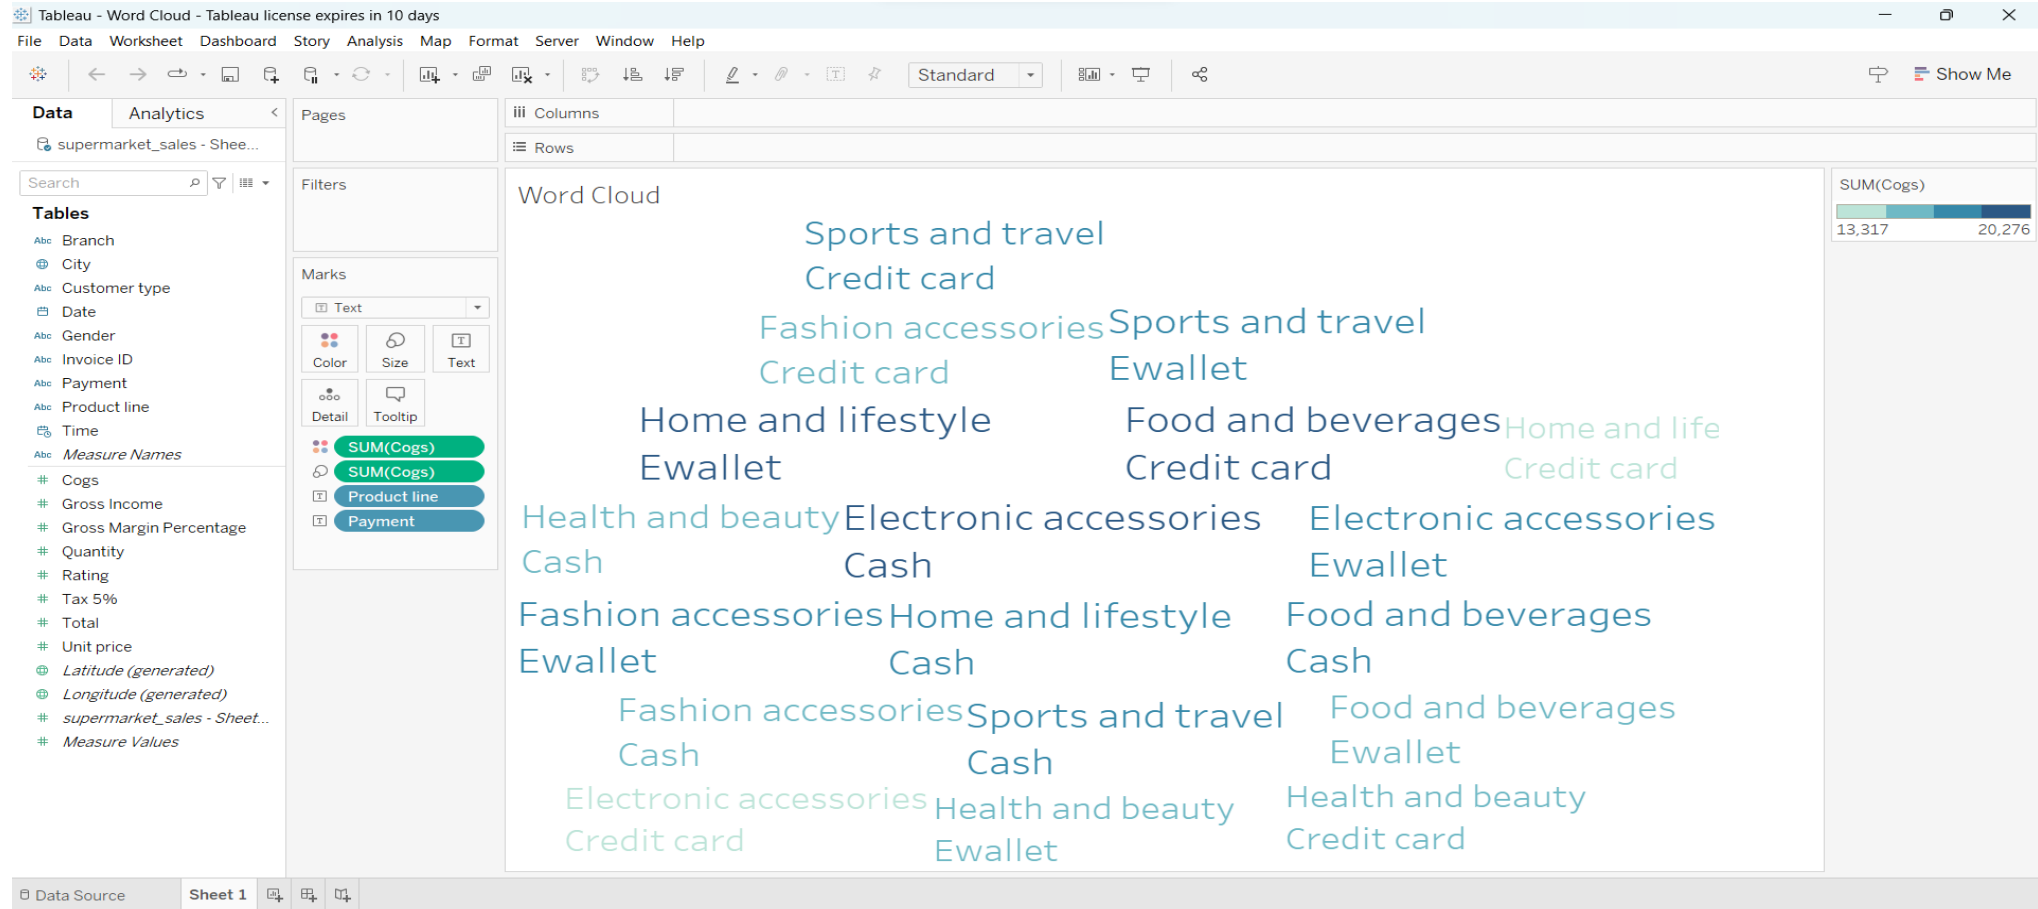 Tableau - Word Cloud - Tableau license expires in 10 days
File Data Worksheet Dashboard Story Analysis Map Format Server Window Help
Standard
Show Me
Data Analytics
supermarket_sales - Shee...
Search
Tables
Abc Branch
City
Abc Customer type
Date
Abc Gender
Abc Invoice ID
Abc Payment
Abc Product line
Time
Abc Measure Names
# Cogs
# Gross Income
# Gross Margin Percentage
# Quantity
# Rating
# Tax 5%
# Total
# Unit price
Latitude (generated)
Longitude (generated)
# supermarket_sales - Sheet...
# Measure Values
Pages
Filters
Marks
T Text
Color Size Text
Detail Tooltip
SUM(Cogs)
SUM(Cogs)
T Product line
T Payment
Columns
Rows
Word Cloud
Sports and travel
Credit card
Fashion accessories
Credit card
Sports and travel
Ewallet
Home and lifestyle
Ewallet
Food and beverages
Credit card
Home and life
Credit card
Health and beauty
Cash
Electronic accessories
Cash
Electronic accessories
Ewallet
Fashion accessories
Ewallet
Home and lifestyle
Cash
Food and beverages
Cash
Fashion accessories
Cash
Sports and travel
Cash
Food and beverages
Ewallet
Electronic accessories
Credit card
Health and beauty
Ewallet
Health and beauty
Credit card
SUM(Cogs)
13,317 20,276
Data Source Sheet 1